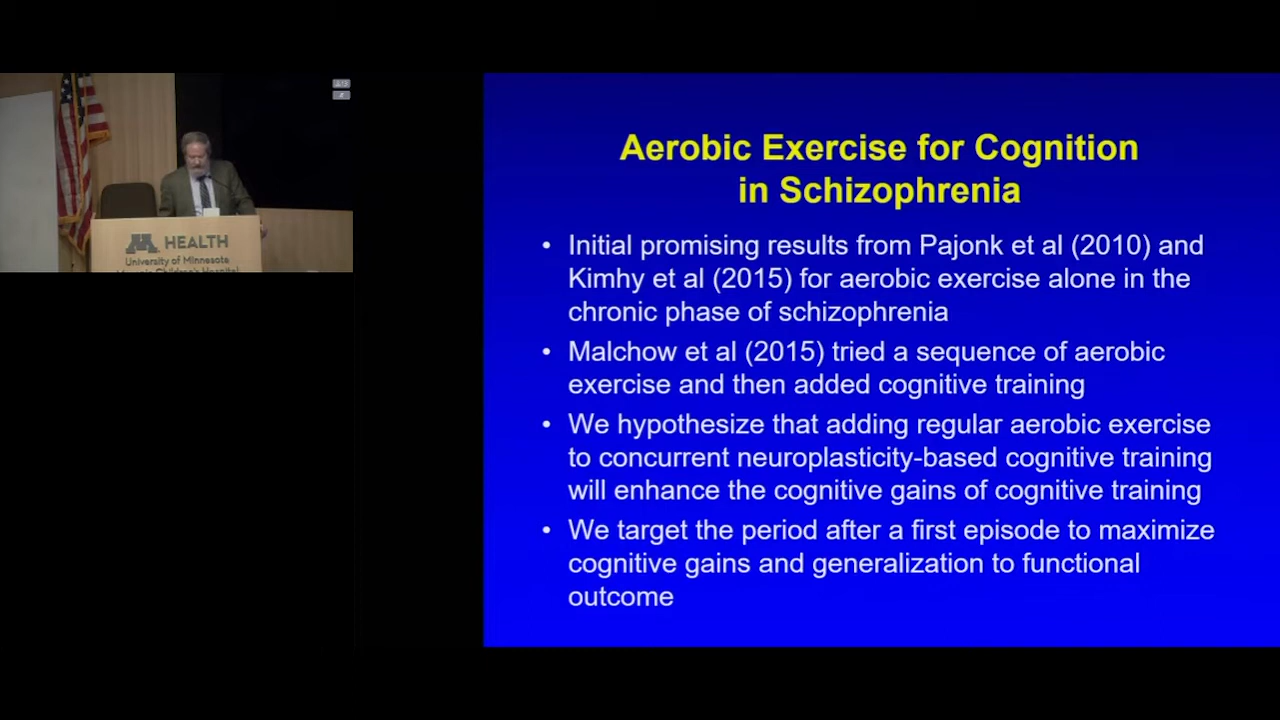 M HEALTH
University of Minnesota
Masonic Children's Hospital
Aerobic Exercise for Cognition
in Schizophrenia
• Initial promising results from Pajonk et al (2010) and
Kimhy et al (2015) for aerobic exercise alone in the
chronic phase of schizophrenia
• Malchow et al (2015) tried a sequence of aerobic
exercise and then added cognitive training
• We hypothesize that adding regular aerobic exercise
to concurrent neuroplasticity-based cognitive training
will enhance the cognitive gains of cognitive training
• We target the period after a first episode to maximize
cognitive gains and generalization to functional
outcome